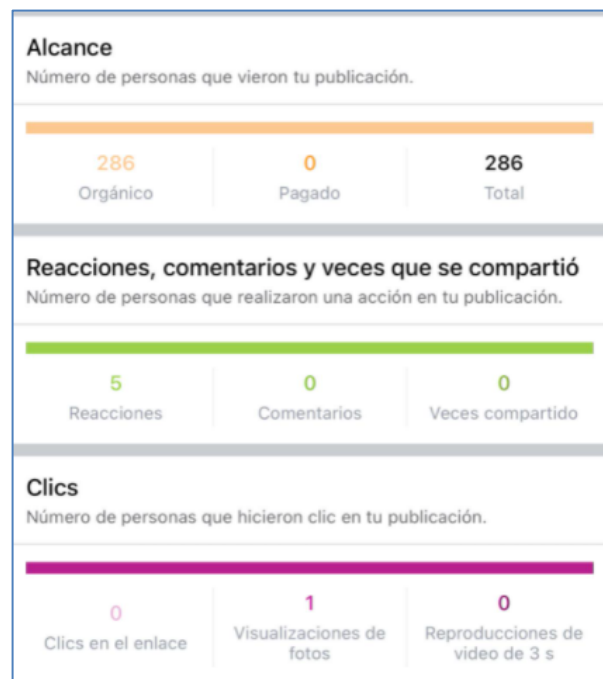 Alcance
Número de personas que vieron tu publicación.
286
0
286
Orgánico
Pagado
Total
Reacciones, comentarios y veces que se compartió
Número de personas que realizaron una acción en tu publicación.
5
0
0
Reacciones
Comentarios
Veces compartido
Clics
Número de personas que hicieron clic en tu publicación.
0
1
0
Clics en el enlace
Visualizaciones de
fotos
Reproducciones de
video de 3 s